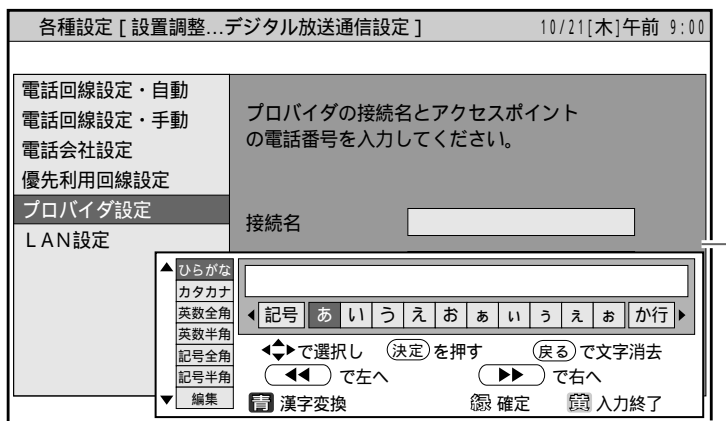 各種設定 [ 設置調整…デジタル放送通信設定 ] 10/21[木]午前 9:00
電話回線設定・自動
電話回線設定・手動
電話会社設定
優先利用回線設定
プロバイダ設定
LAN設定
プロバイダの接続名とアクセスポイント
の電話番号を入力してください。
接続名
▲ ひらがな
カタカナ
英数全角
英数半角
記号全角
記号半角
▼ 編集
◀ 記号 あ い う え お ぁ ぃ ぅ ぇ ぉ か行 ▶
で選択し 決定 を押す 戻る で文字消去
◀◀ で左へ ▶▶ で右へ
青 漢字変換 緑 確定 黄 入力終了